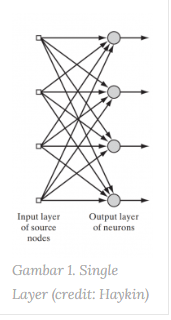 Input layer
of source
nodes
Output layer
of neurons
Gambar 1. Single
Layer (credit: Haykin)